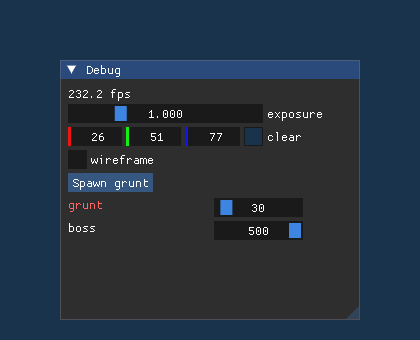 Debug
232.2 fps
1.000 exposure
26 51 77 clear
wireframe
Spawn grunt
grunt 30
boss 500